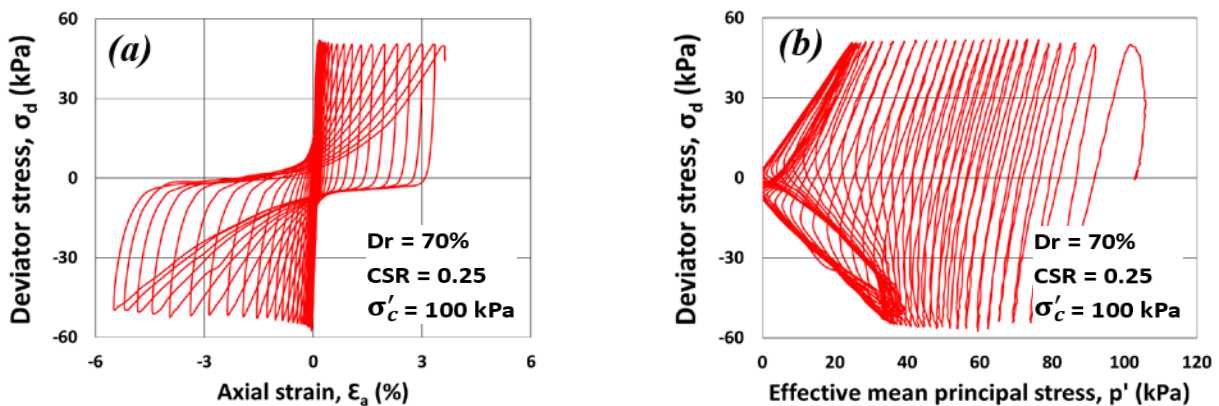 (a)
Deviator stress, σd (kPa)
60
30
0
-30
-60
-6
-3
0
3
6
Axial strain, Ɛa (%)
Dr = 70%
CSR = 0.25
σ′c = 100 kPa
(b)
Deviator stress, σd (kPa)
60
30
0
-30
-60
0
20
40
60
80
100
120
Effective mean principal stress, p' (kPa)
Dr = 70%
CSR = 0.25
σ′c = 100 kPa